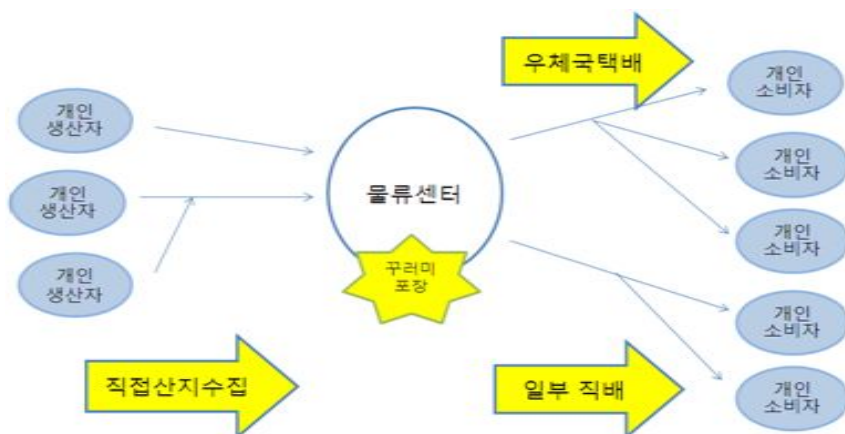 우체국택배
개인
소비자
개인
생산자
개인
소비자
개인
생산자
물류센터
개인
소비자
개인
생산자
꾸러미
포장
개인
소비자
직접산지수집
일부 직배
개인
소비자